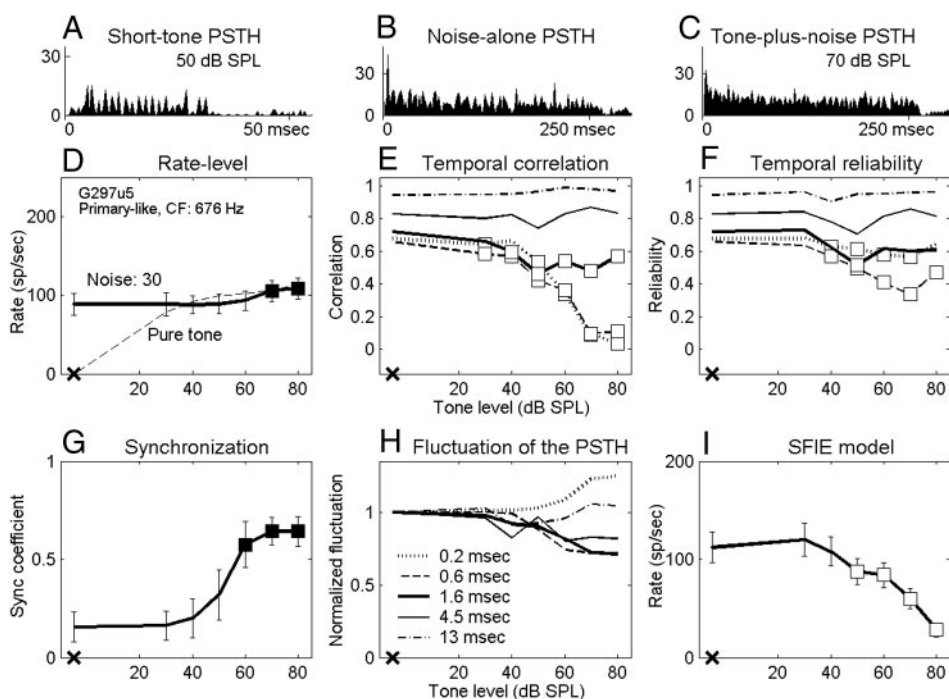 A Short-tone PSTH
50 dB SPL
30
0
0 50 msec
B Noise-alone PSTH
30
0
0 250 msec
C Tone-plus-noise PSTH
70 dB SPL
30
0
0 250 msec
D Rate-level
G297u5
Primary-like, CF: 676 Hz
Noise: 30
Pure tone
Rate (sp/sec)
200
100
0
20 40 60 80
E Temporal correlation
Correlation
1
0.8
0.6
0.4
0.2
0
20 40 60 80
Tone level (dB SPL)
F Temporal reliability
Reliability
1
0.8
0.6
0.4
0.2
0
20 40 60 80
G Synchronization
Sync coefficient
1
0.5
0
20 40 60 80
H Fluctuation of the PSTH
Normalized fluctuation
1
0.5
0
0.2 msec
0.6 msec
1.6 msec
4.5 msec
13 msec
20 40 60 80
Tone level (dB SPL)
I SFIE model
Rate (sp/sec)
200
100
0
20 40 60 80